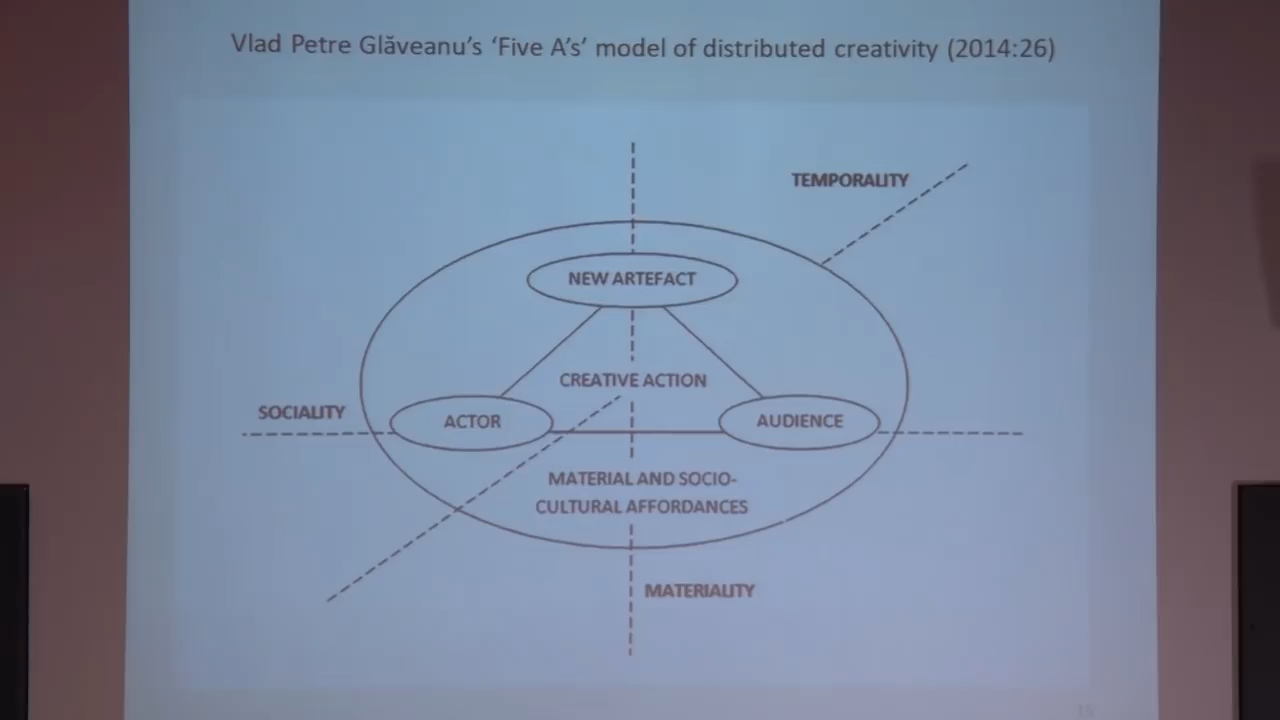 Vlad Petre Glăveanu's 'Five A's' model of distributed creativity (2014:26)
TEMPORALITY
NEW ARTEFACT
CREATIVE ACTION
SOCIALITY
ACTOR
AUDIENCE
MATERIAL AND SOCIO-
CULTURAL AFFORDANCES
MATERIALITY